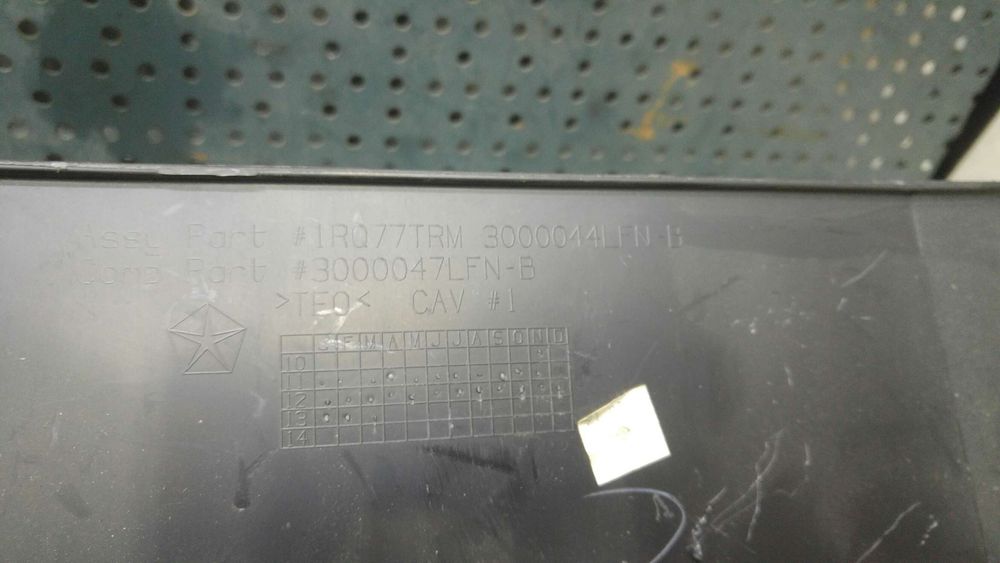 Assy Part #1RQ77TRM 3000044LFN-B
Comp Part #3000047LFN-B
>TEO< CAV #1
J F M A M J J A S O N D
10
11
12
13
14